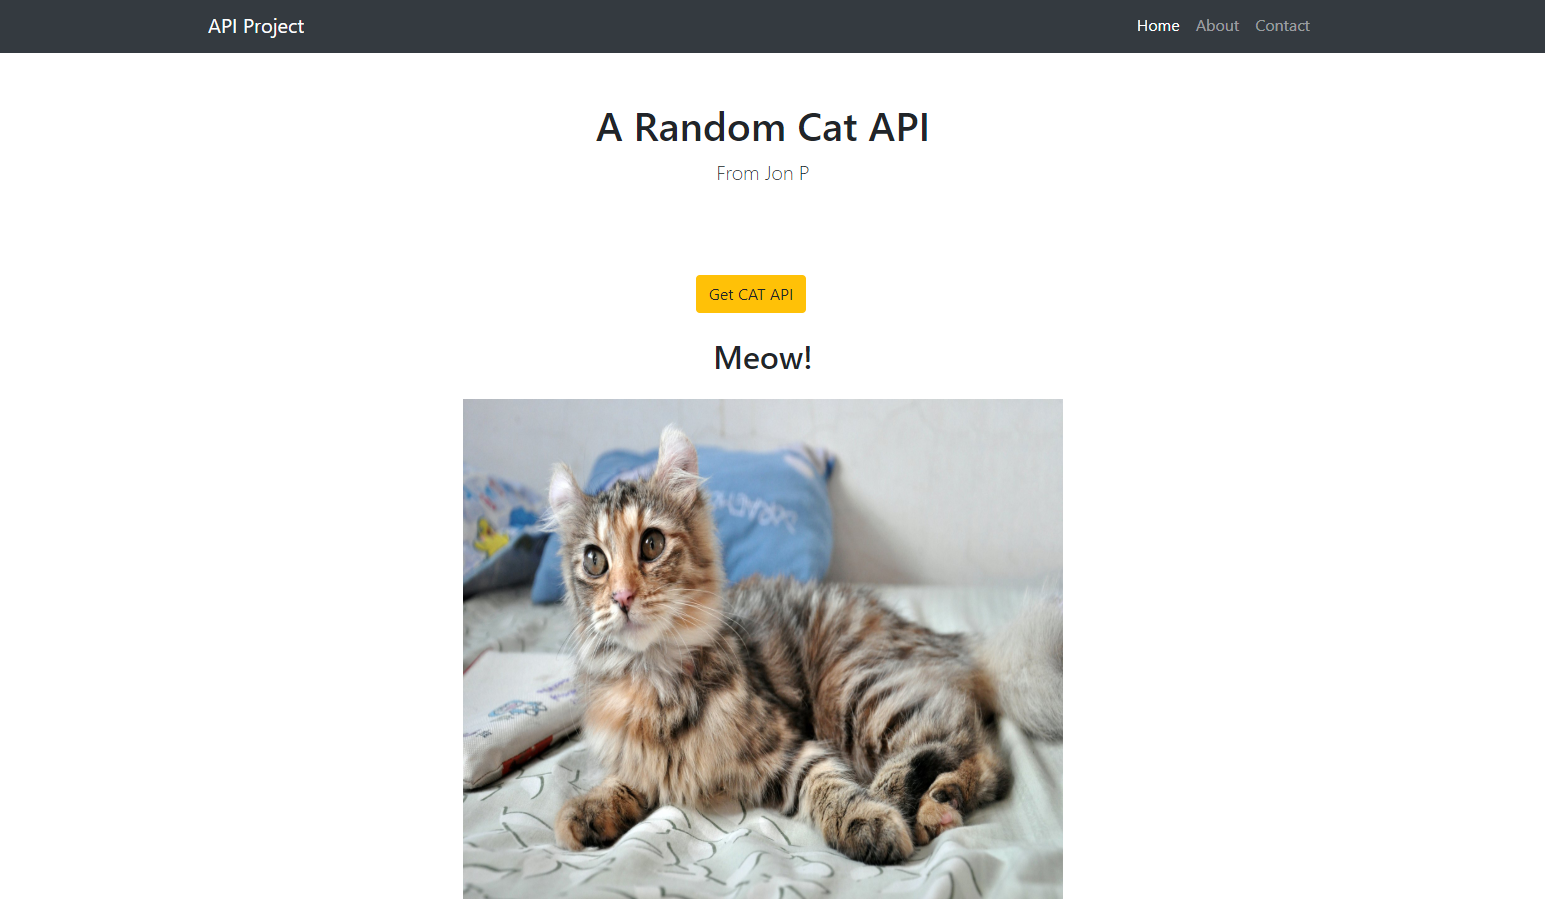 API Project
Home About Contact
A Random Cat API
From Jon P
Get CAT API
Meow!